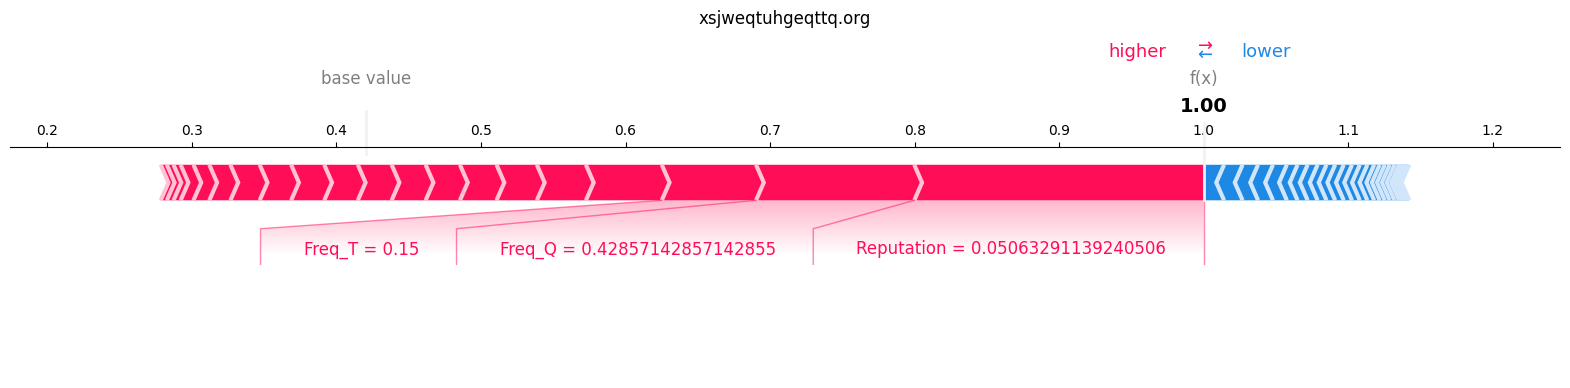 xsjweqtuhgeqttq.org
higher ⇄ lower
base value f(x)
1.00
0.2 0.3 0.4 0.5 0.6 0.7 0.8 0.9 1.0 1.1 1.2
Freq_T = 0.15 Freq_Q = 0.42857142857142855 Reputation = 0.05063291139240506